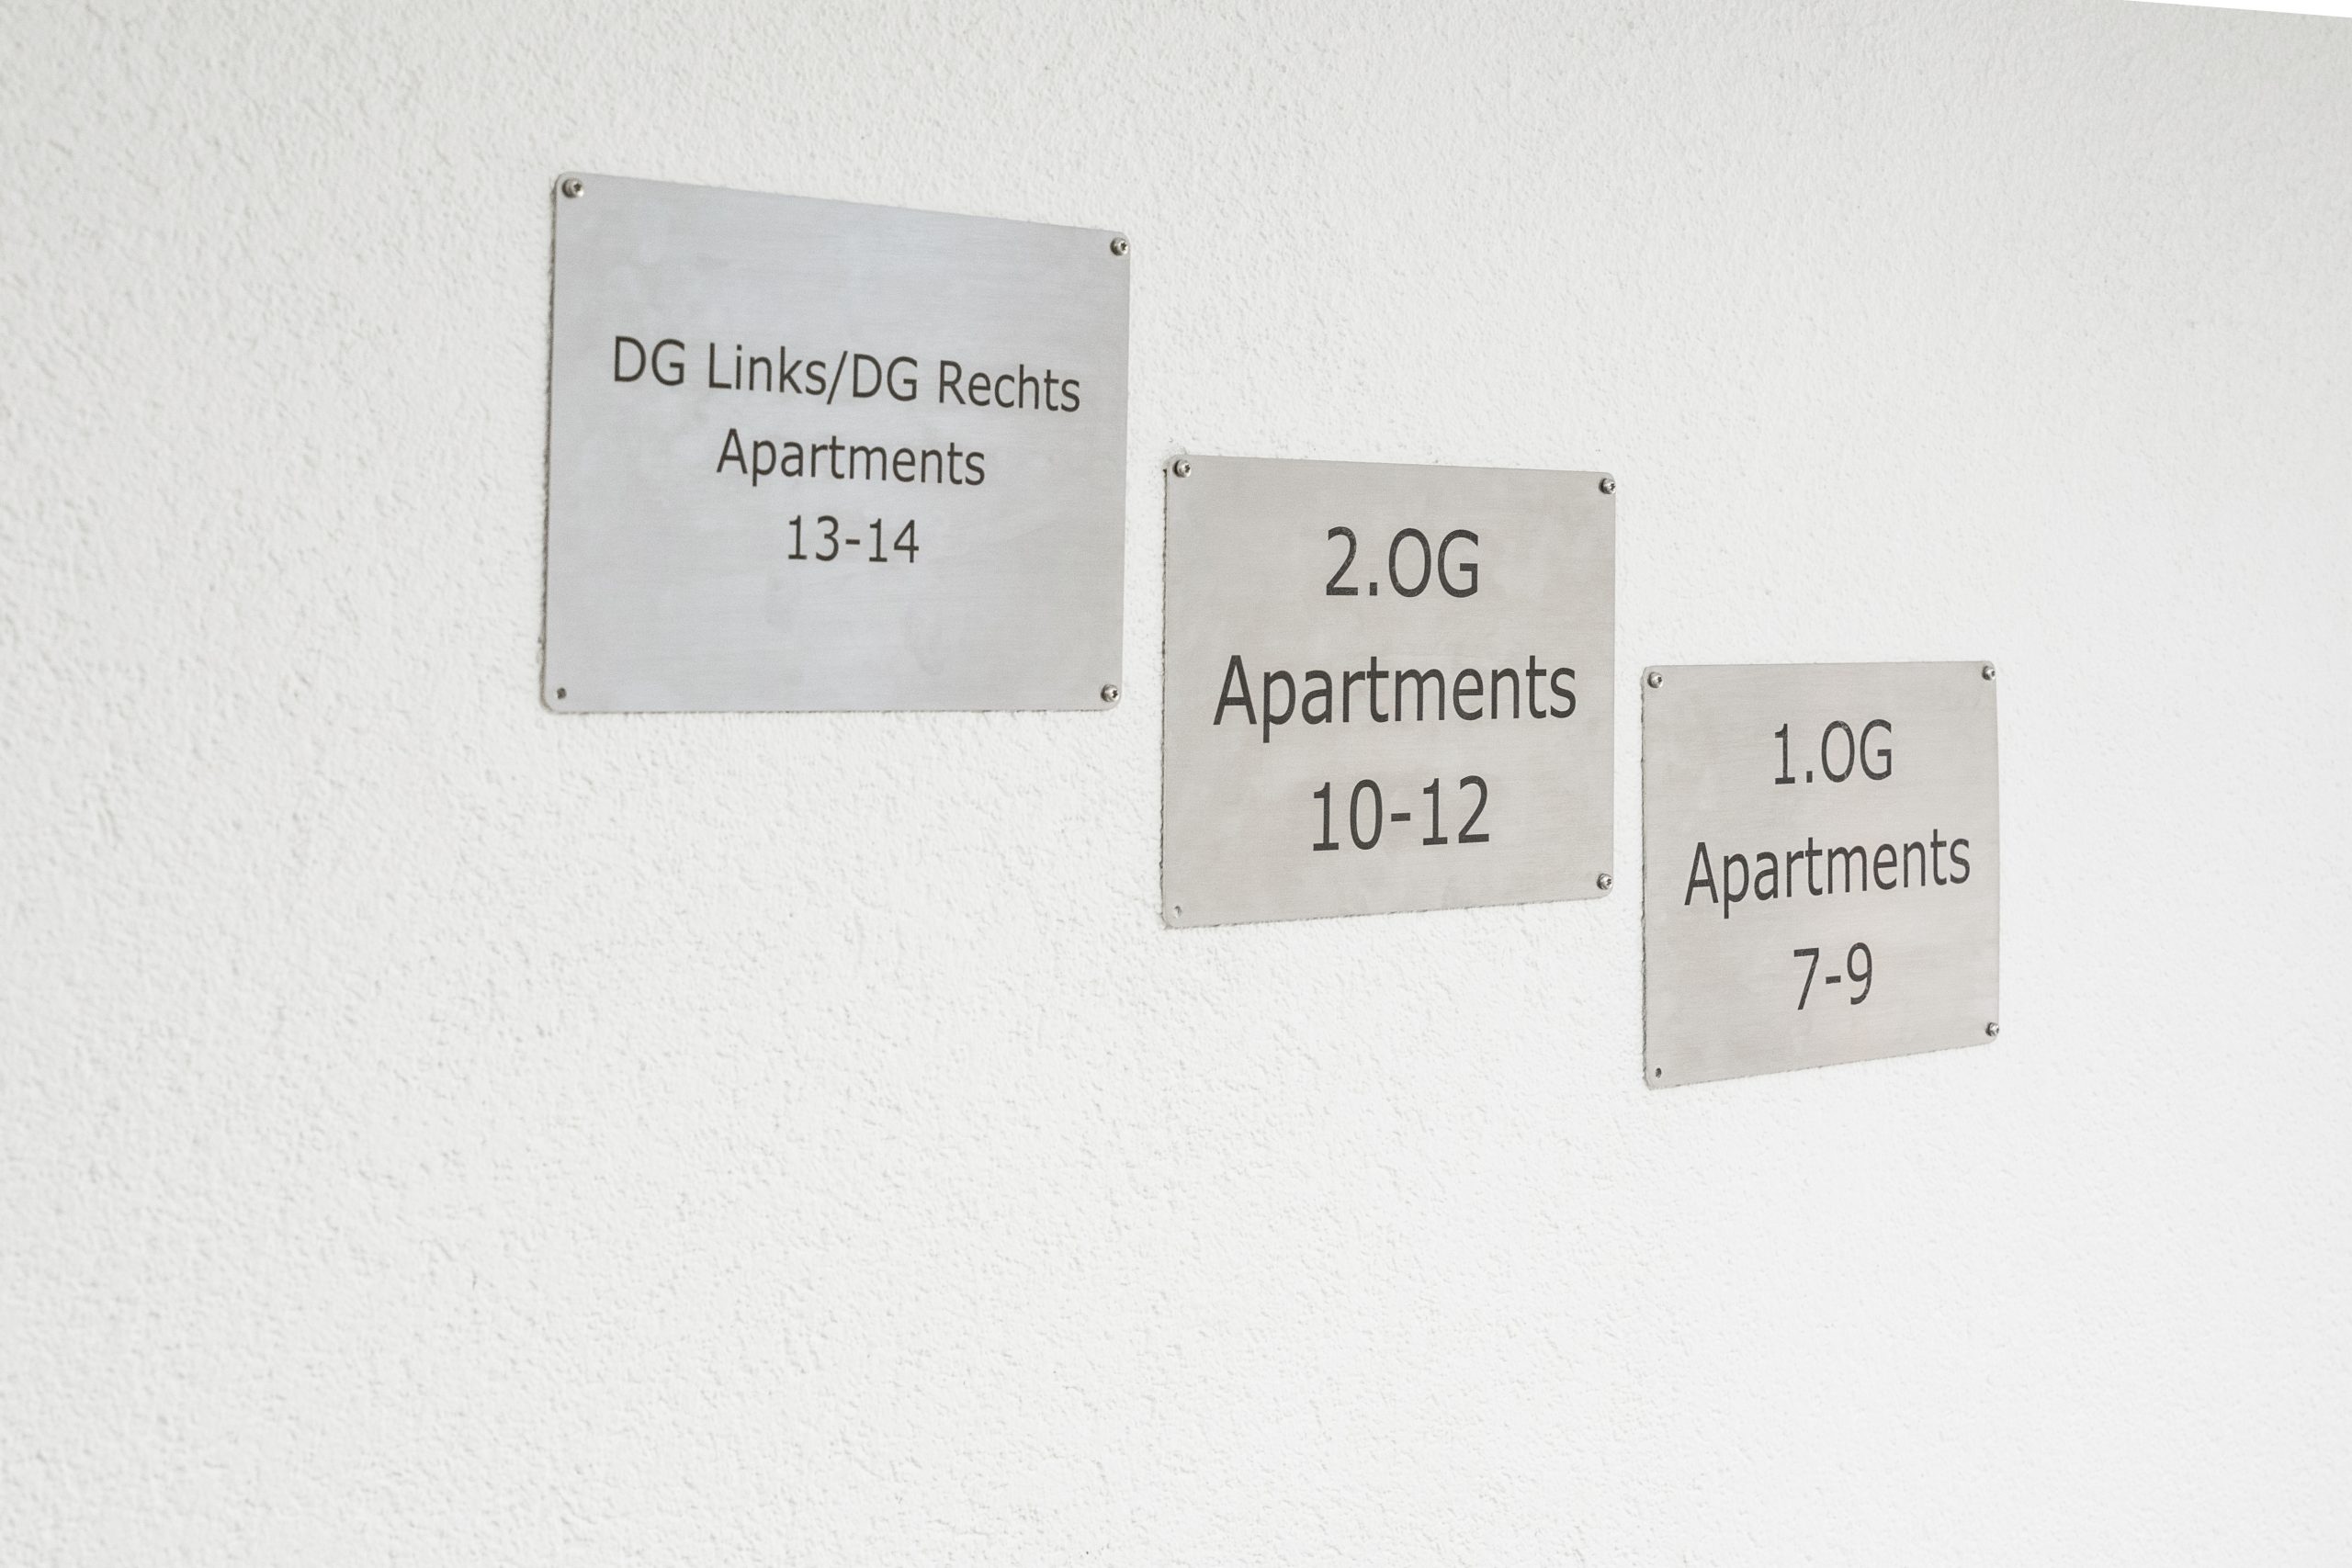 DG Links/DG Rechts
Apartments
13-14
2.OG
Apartments
10-12
1.OG
Apartments
7-9